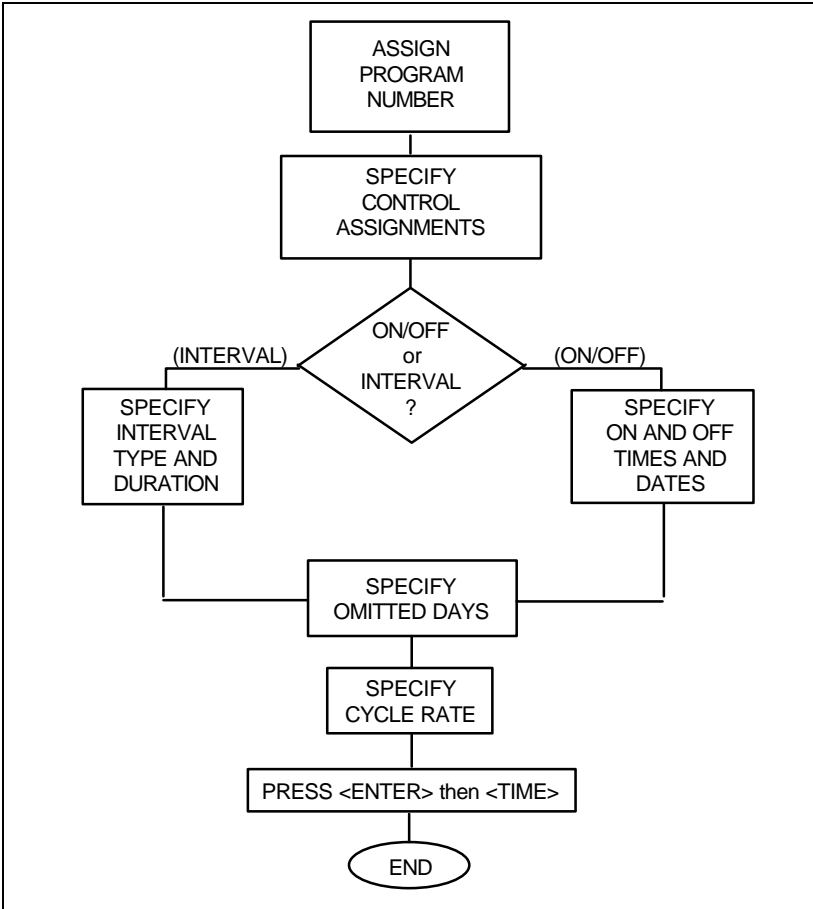 ASSIGN
PROGRAM
NUMBER
SPECIFY
CONTROL
ASSIGNMENTS
ON/OFF
or
INTERVAL
?
(INTERVAL)
(ON/OFF)
SPECIFY
INTERVAL
TYPE AND
DURATION
SPECIFY
ON AND OFF
TIMES AND
DATES
SPECIFY
OMITTED DAYS
SPECIFY
CYCLE RATE
PRESS <ENTER> then <TIME>
END